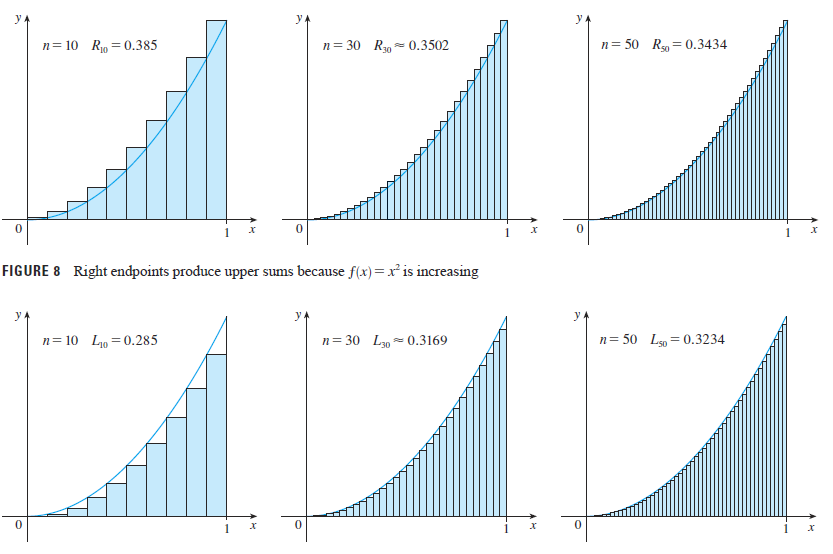 y y y
n = 10 R₁₀ = 0.385 n = 30 R₃₀ ≈ 0.3502 n = 50 R₅₀ = 0.3434
0 1 x 0 1 x 0 1 x
FIGURE 8 Right endpoints produce upper sums because f(x) = x² is increasing
y y y
n = 10 L₁₀ = 0.285 n = 30 L₃₀ ≈ 0.3169 n = 50 L₅₀ = 0.3234
0 1 x 0 1 x 0 1 x